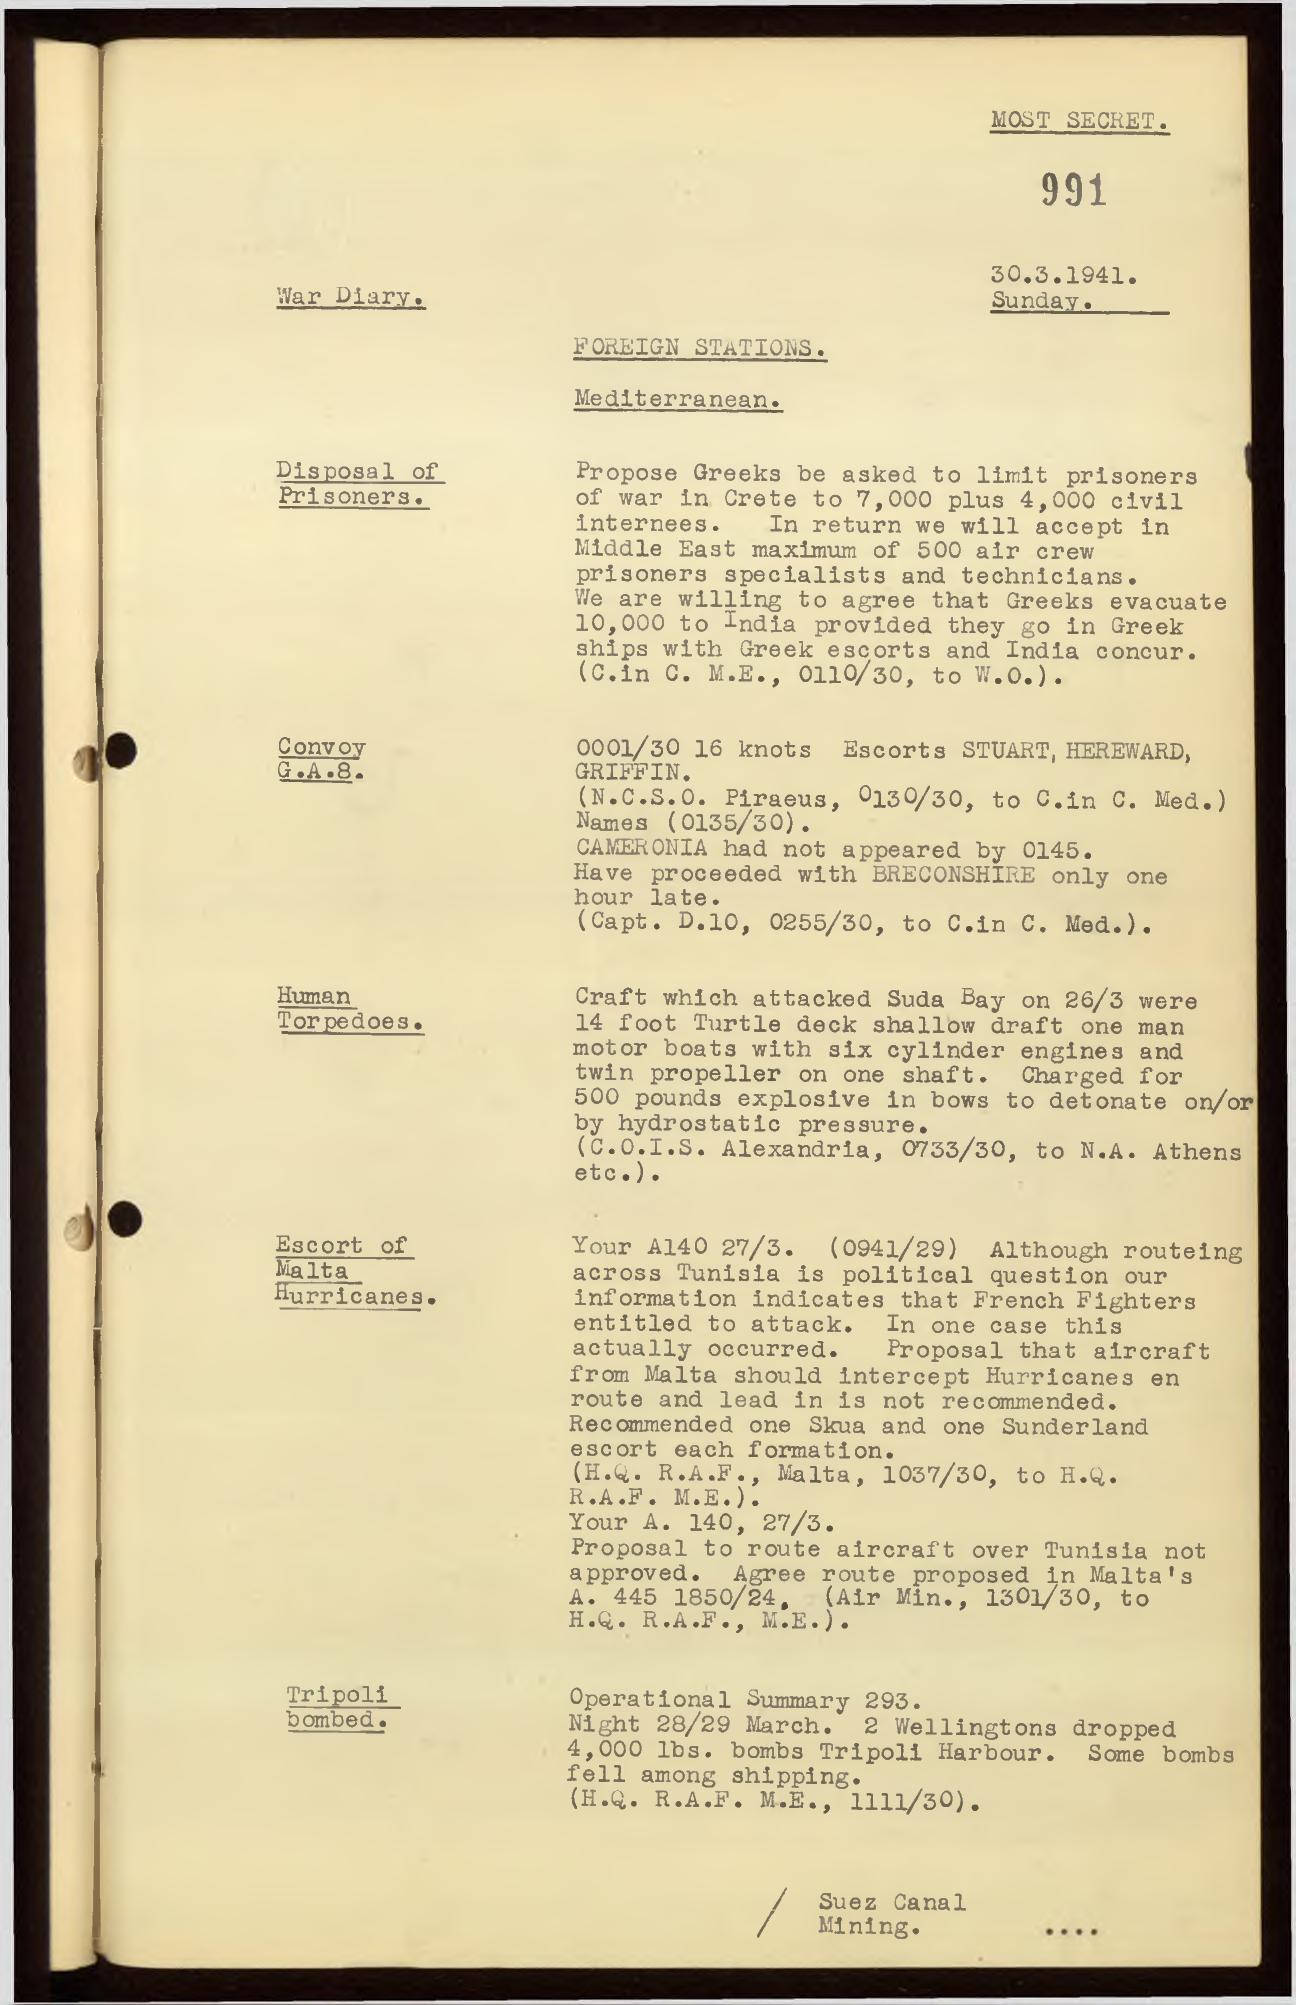 MOST SECRET.
991
30.3.1941.
War Diary.
Sunday.
FOREIGN STATIONS.
Mediterranean.
Disposal of
Prisoners.
Propose Greeks be asked to limit prisoners
of war in Crete to 7,000 plus 4,000 civil
internees. In return we will accept in
Middle East maximum of 500 air crew
prisoners specialists and technicians.
We are willing to agree that Greeks evacuate
10,000 to India provided they go in Greek
ships with Greek escorts and India concur.
(C.in C. M.E., 0110/30, to W.O.).
Convoy
G.A.8.
0001/30 16 knots Escorts STUART, HEREWARD,
GRIFFIN.
(N.C.S.O. Piraeus, 0130/30, to C.in C. Med.)
Names (0135/30).
CAMERONIA had not appeared by 0145.
Have proceeded with BRECONSHIRE only one
hour late.
(Capt. D.10, 0255/30, to C.in C. Med.).
Human
Torpedoes.
Craft which attacked Suda Bay on 26/3 were
14 foot Turtle deck shallow draft one man
motor boats with six cylinder engines and
twin propeller on one shaft. Charged for
500 pounds explosive in bows to detonate on/or
by hydrostatic pressure.
(C.O.I.S. Alexandria, 0733/30, to N.A. Athens
etc.).
Escort of
Malta
Hurricanes.
Your A140 27/3. (0941/29) Although routeing
across Tunisia is political question our
information indicates that French Fighters
entitled to attack. In one case this
actually occurred. Proposal that aircraft
from Malta should intercept Hurricanes en
route and lead in is not recommended.
Recommended one Skua and one Sunderland
escort each formation.
(H.Q. R.A.F., Malta, 1037/30, to H.Q.
R.A.F. M.E.).
Your A. 140, 27/3.
Proposal to route aircraft over Tunisia not
approved. Agree route proposed in Malta's
A. 445 1850/24. (Air Min., 1301/30, to
H.Q. R.A.F., M.E.).
Tripoli
bombed.
Operational Summary 293.
Night 28/29 March. 2 Wellingtons dropped
4,000 lbs. bombs Tripoli Harbour. Some bombs
fell among shipping.
(H.Q. R.A.F. M.E., 1111/30).
/ Suez Canal
Mining. ....